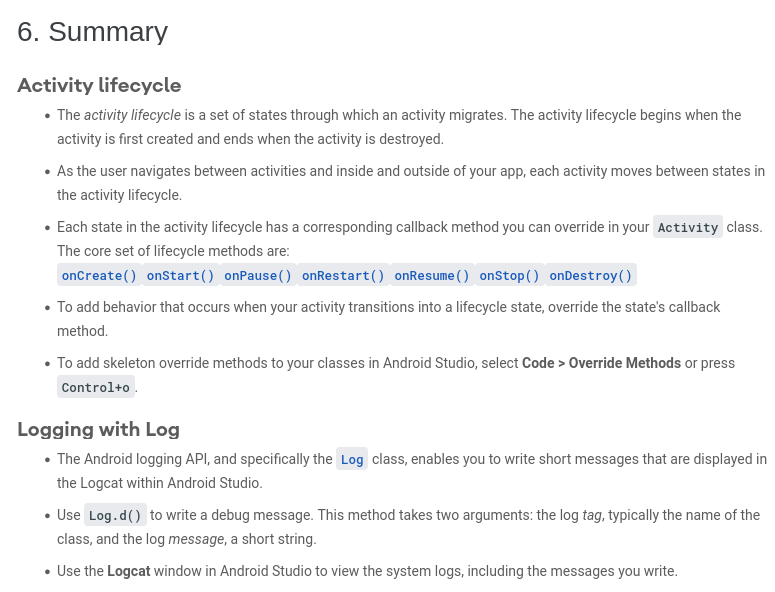 6. Summary
Activity lifecycle
• The activity lifecycle is a set of states through which an activity migrates. The activity lifecycle begins when the
activity is first created and ends when the activity is destroyed.
• As the user navigates between activities and inside and outside of your app, each activity moves between states in
the activity lifecycle.
• Each state in the activity lifecycle has a corresponding callback method you can override in your Activity class.
The core set of lifecycle methods are:
onCreate() onStart() onPause() onRestart() onResume() onStop() onDestroy()
• To add behavior that occurs when your activity transitions into a lifecycle state, override the state's callback
method.
• To add skeleton override methods to your classes in Android Studio, select Code > Override Methods or press
Control+o.
Logging with Log
• The Android logging API, and specifically the Log class, enables you to write short messages that are displayed in
the Logcat within Android Studio.
• Use Log.d() to write a debug message. This method takes two arguments: the log tag, typically the name of the
class, and the log message, a short string.
• Use the Logcat window in Android Studio to view the system logs, including the messages you write.